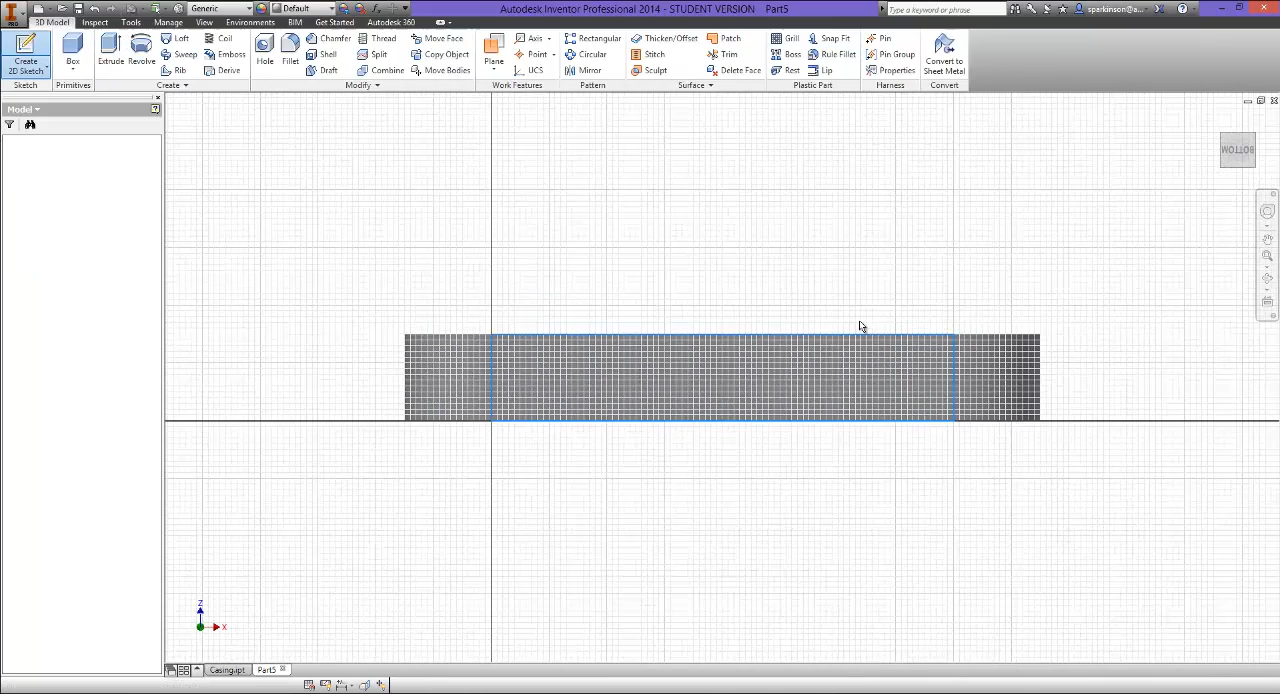 Generic
Default
Autodesk Inventor Professional 2014 - STUDENT VERSION Part5
Type a keyword or phrase
sparkinson@a...
PRO
3D Model Inspect Tools Manage View Environments BIM Get Started Autodesk 360
Create
2D Sketch
Box
Extrude
Revolve
Loft
Sweep
Rib
Coil
Emboss
Derive
Hole
Fillet
Chamfer
Shell
Draft
Thread
Split
Combine
Move Face
Copy Object
Move Bodies
Plane
Axis
Point
UCS
Rectangular
Circular
Mirror
Thicken/Offset
Stitch
Sculpt
Patch
Trim
Delete Face
Grill
Boss
Rest
Snap Fit
Rule Fillet
Lip
Pin
Pin Group
Properties
Convert to
Sheet Metal
Sketch Primitives Create Modify Work Features Pattern Surface Plastic Part Harness Convert
Model
BOTTOM
Z
X
Casing.ipt Part5